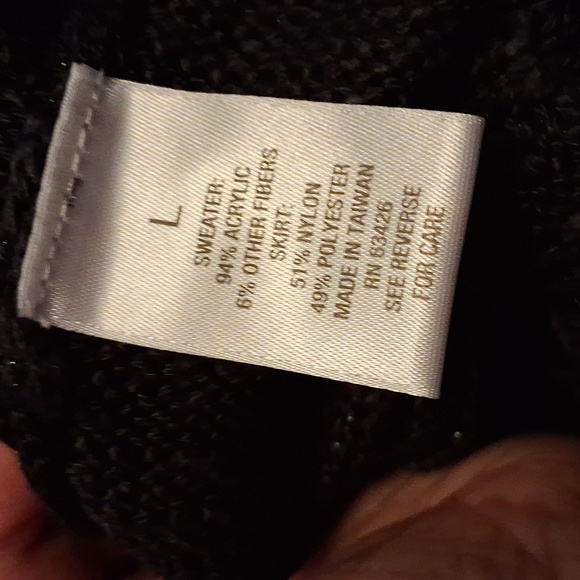 L
SWEATER:
94% ACRYLIC
6% OTHER FIBERS
SKIRT:
51% NYLON
49% POLYESTER
MADE IN TAIWAN
RN 63426
SEE REVERSE
FOR CARE